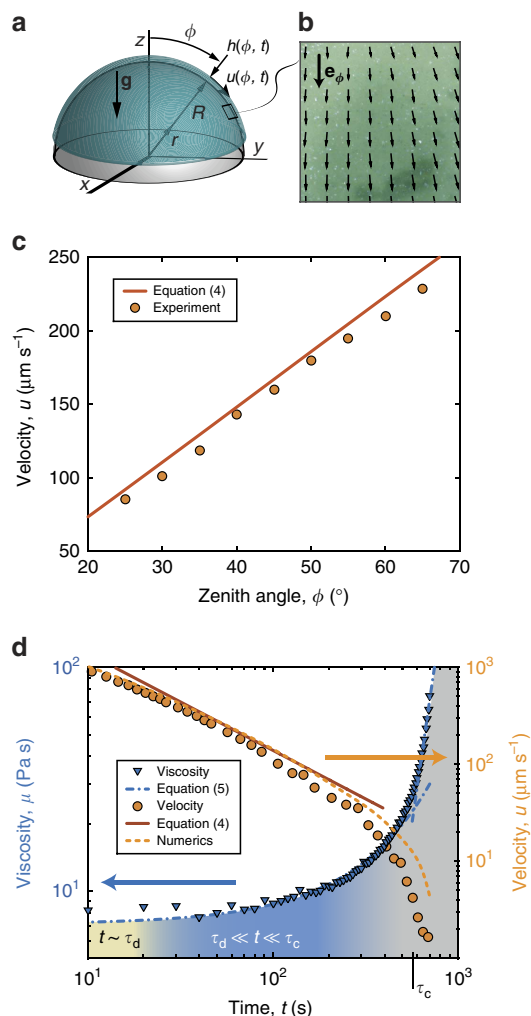 a
ϕ
z
h(ϕ, t)
u(ϕ, t)
g
R
r
y
x
b
e_ϕ
c
250
200
150
100
50
Velocity, u (μm s⁻¹)
Equation (4)
Experiment
20 30 40 50 60 70
Zenith angle, ϕ (°)
d
10²
10¹
Viscosity, μ (Pa s)
10³
10²
10¹
10⁰
Velocity, u (μm s⁻¹)
Viscosity
Equation (5)
Velocity
Equation (4)
Numerics
t ~ τ_d
τ_d ≪ t ≪ τ_c
10¹ 10² 10³
τ_c
Time, t (s)